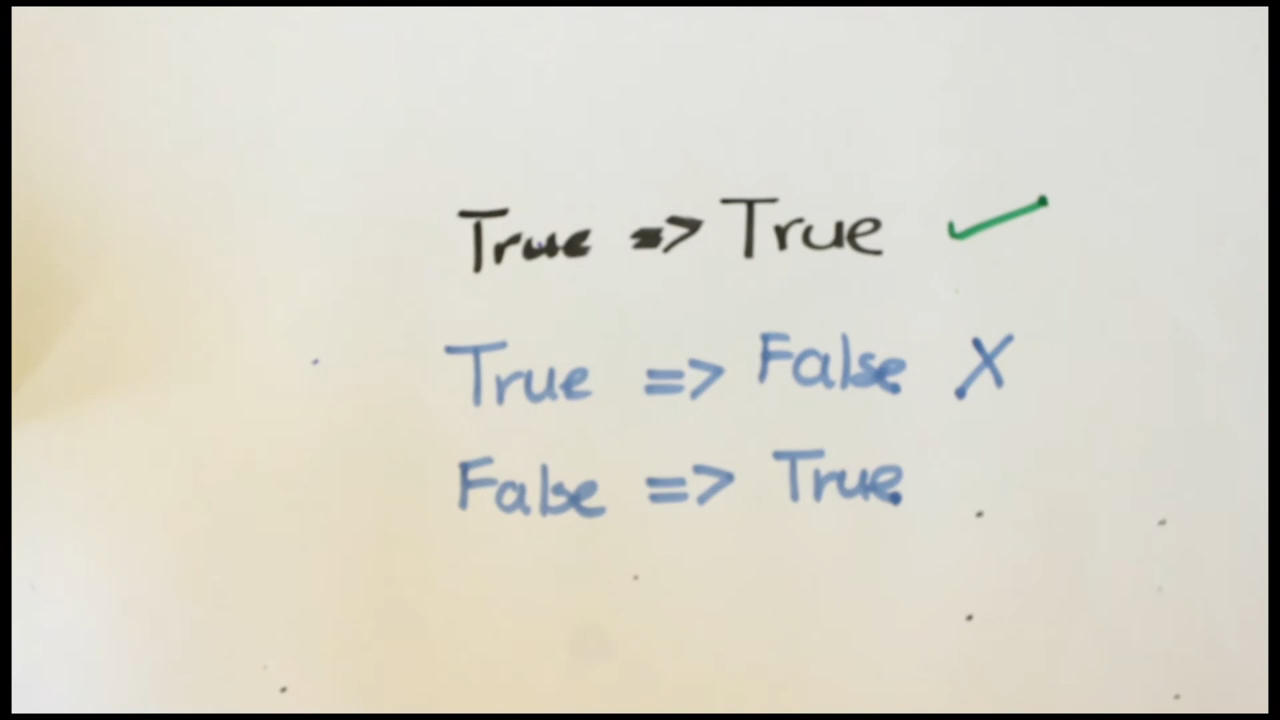 True => True ✓
True => False X
False => True